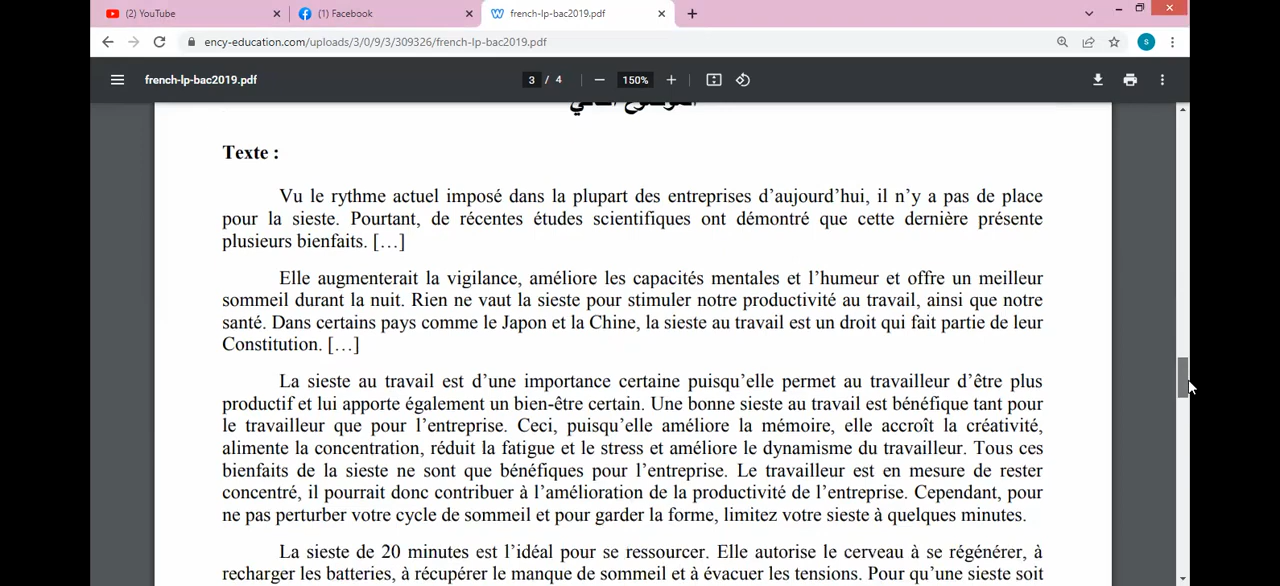 (2) YouTube
(1) Facebook
french-lp-bac2019.pdf
ency-education.com/uploads/3/0/9/3/309326/french-lp-bac2019.pdf
s
french-lp-bac2019.pdf
3 / 4
150%
Texte :
Vu le rythme actuel imposé dans la plupart des entreprises d’aujourd’hui, il n’y a pas de place
pour la sieste. Pourtant, de récentes études scientifiques ont démontré que cette dernière présente
plusieurs bienfaits. […]
Elle augmenterait la vigilance, améliore les capacités mentales et l’humeur et offre un meilleur
sommeil durant la nuit. Rien ne vaut la sieste pour stimuler notre productivité au travail, ainsi que notre
santé. Dans certains pays comme le Japon et la Chine, la sieste au travail est un droit qui fait partie de leur
Constitution. […]
La sieste au travail est d’une importance certaine puisqu’elle permet au travailleur d’être plus
productif et lui apporte également un bien-être certain. Une bonne sieste au travail est bénéfique tant pour
le travailleur que pour l’entreprise. Ceci, puisqu’elle améliore la mémoire, elle accroît la créativité,
alimente la concentration, réduit la fatigue et le stress et améliore le dynamisme du travailleur. Tous ces
bienfaits de la sieste ne sont que bénéfiques pour l’entreprise. Le travailleur est en mesure de rester
concentré, il pourrait donc contribuer à l’amélioration de la productivité de l’entreprise. Cependant, pour
ne pas perturber votre cycle de sommeil et pour garder la forme, limitez votre sieste à quelques minutes.
La sieste de 20 minutes est l’idéal pour se ressourcer. Elle autorise le cerveau à se régénérer, à
recharger les batteries, à récupérer le manque de sommeil et à évacuer les tensions. Pour qu’une sieste soit